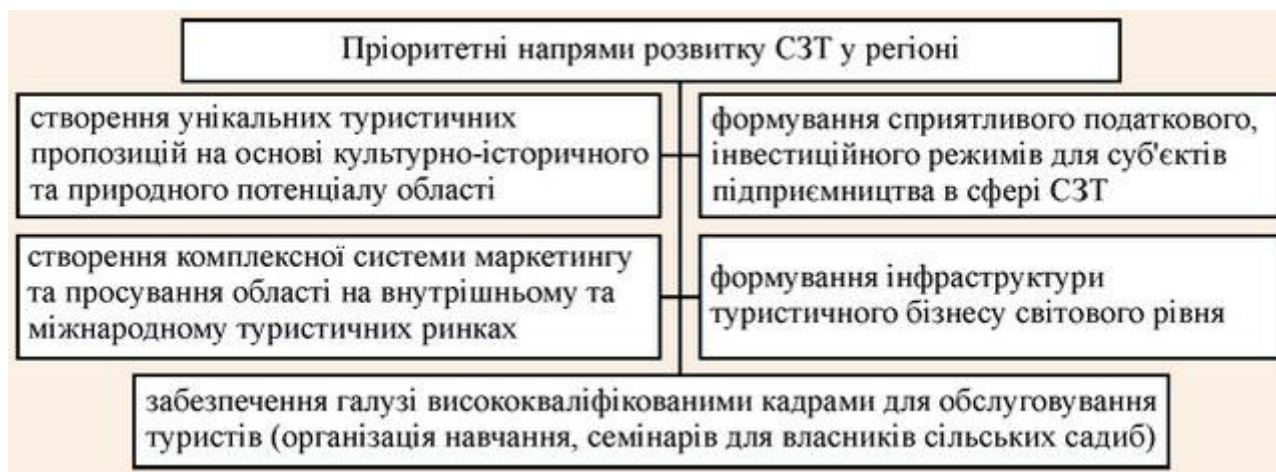 Пріоритетні напрями розвитку СЗТ у регіоні
створення унікальних туристичних
пропозицій на основі культурно-історичного
та природного потенціалу області
формування сприятливого податкового,
інвестиційного режимів для суб'єктів
підприємництва в сфері СЗТ
створення комплексної системи маркетингу
та просування області на внутрішньому та
міжнародному туристичних ринках
формування інфраструктури
туристичного бізнесу світового рівня
забезпечення галузі висококваліфікованими кадрами для обслуговування
туристів (організація навчання, семінарів для власників сільських садиб)